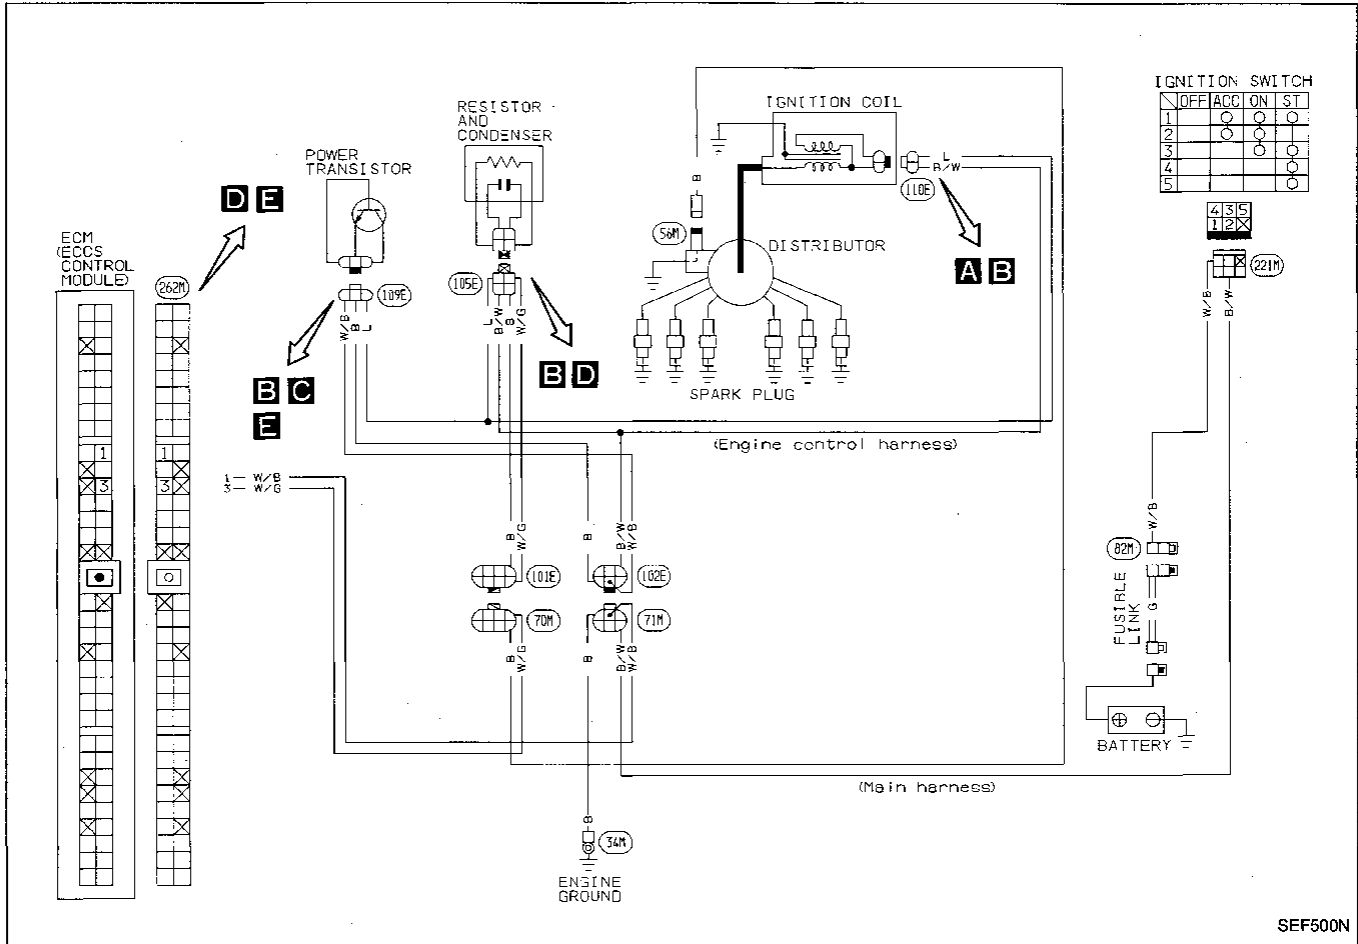 IGNITION SWITCH
OFF ACC ON ST
1
2
3
4
5
4 3 5
1 2
221M
W/B
B/W
IGNITION COIL
L
B/W
110E
A B
RESISTOR
AND
CONDENSER
POWER
TRANSISTOR
D E
ECM
(ECCS
CONTROL
MODULE)
262M
109E
W/B
B
L
B C
E
105E
L
B/W
B
W/G
B D
B
56M
DISTRIBUTOR
SPARK PLUG
(Engine control harness)
1
3
1
3
1 W/B
3 W/G
B
W/G
B
B/W
W/B
101E
102E
70M
71M
B
W/G
B
B/W
W/B
W/B
82M
FUSIBLE
LINK
G
BATTERY
(Main harness)
B
34M
ENGINE
GROUND
SEF500N